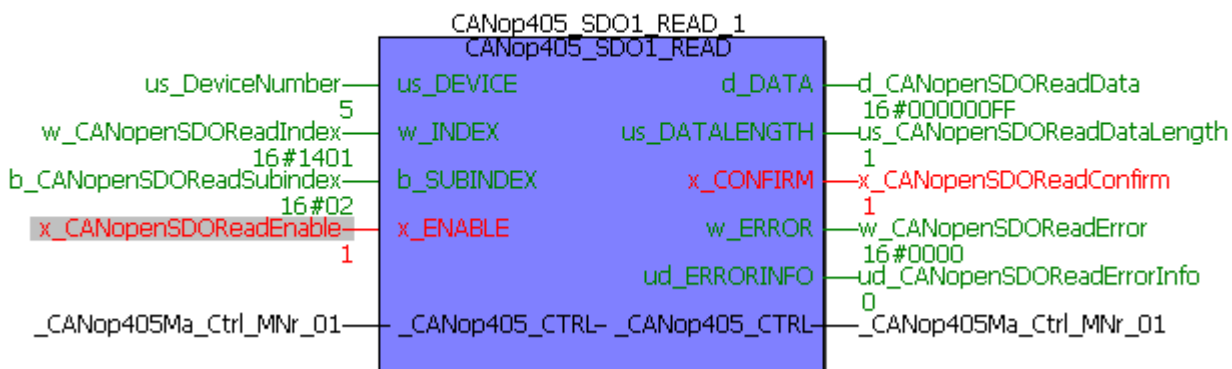 CANop405_SDO1_READ_1
CANop405_SDO1_READ
us_DeviceNumber us_DEVICE d_DATA d_CANopenSDOReadData
5 16#000000FF
w_CANopenSDOReadIndex w_INDEX us_DATALENGTH us_CANopenSDOReadDataLength
16#1401 1
b_CANopenSDOReadSubindex b_SUBINDEX x_CONFIRM x_CANopenSDOReadConfirm
16#02 1
x_CANopenSDOReadEnable x_ENABLE w_ERROR w_CANopenSDOReadError
1 16#0000
ud_ERRORINFO ud_CANopenSDOReadErrorInfo
0
_CANop405Ma_Ctrl_MNr_01 _CANop405_CTRL _CANop405_CTRL _CANop405Ma_Ctrl_MNr_01